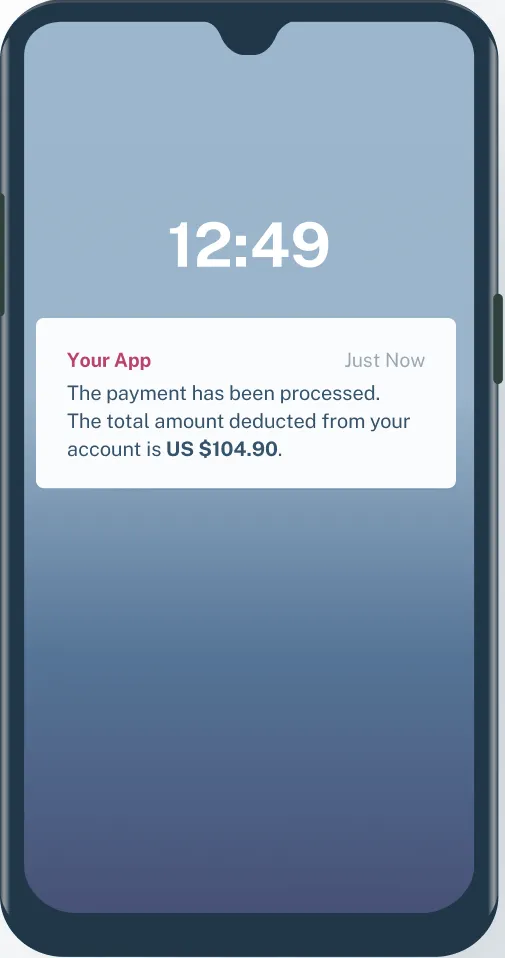 12:49
Your App Just Now
The payment has been processed.
The total amount deducted from your
account is US $104.90.